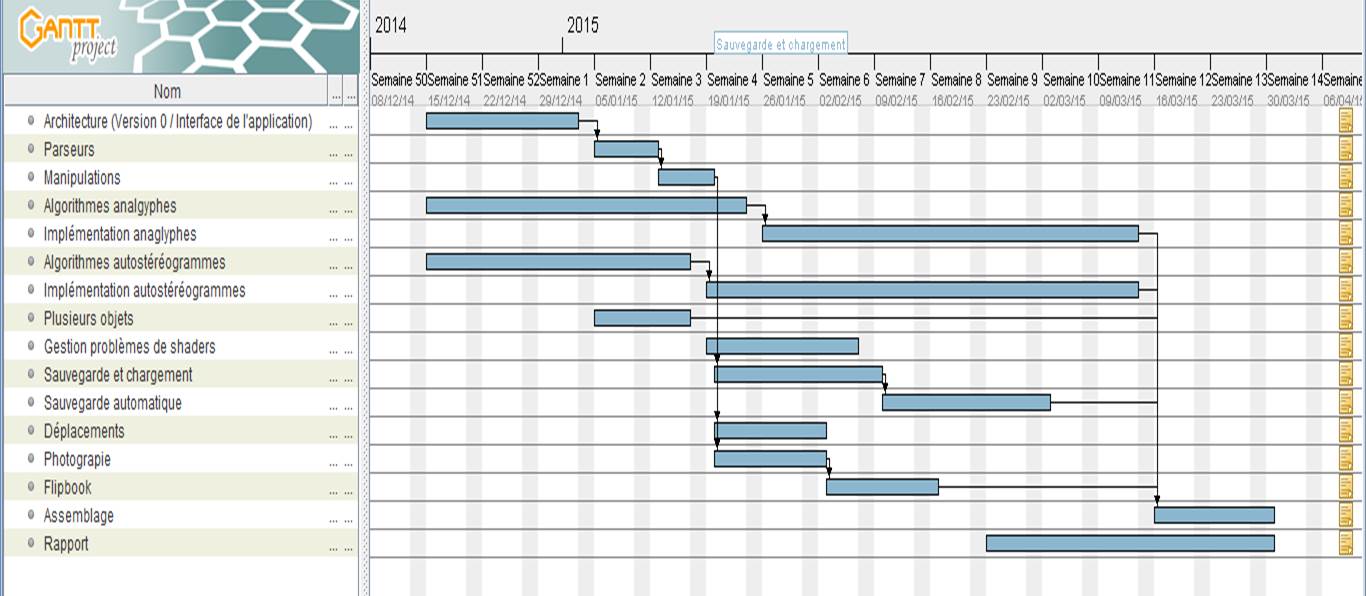 GANTT
project
2014
2015
Sauvegarde et chargement
Semaine 50 Semaine 51 Semaine 52 Semaine 1 Semaine 2 Semaine 3 Semaine 4 Semaine 5 Semaine 6 Semaine 7 Semaine 8 Semaine 9 Semaine 10 Semaine 11 Semaine 12 Semaine 13 Semaine 14 Semaine
Nom ... ...
08/12/14 15/12/14 22/12/14 29/12/14 05/01/15 12/01/15 19/01/15 26/01/15 02/02/15 09/02/15 16/02/15 23/02/15 02/03/15 09/03/15 16/03/15 23/03/15 30/03/15 06/04/1
Architecture (Version 0 / Interface de l'application) ... ...
Parseurs ... ...
Manipulations ... ...
Algorithmes analgyphes ... ...
Implémentation anaglyphes ... ...
Algorithmes autostéréogrammes ... ...
Implémentation autostéréogrammes ... ...
Plusieurs objets ... ...
Gestion problèmes de shaders ... ...
Sauvegarde et chargement ... ...
Sauvegarde automatique ... ...
Déplacements ... ...
Photograpie ... ...
Flipbook ... ...
Assemblage ... ...
Rapport ... ...